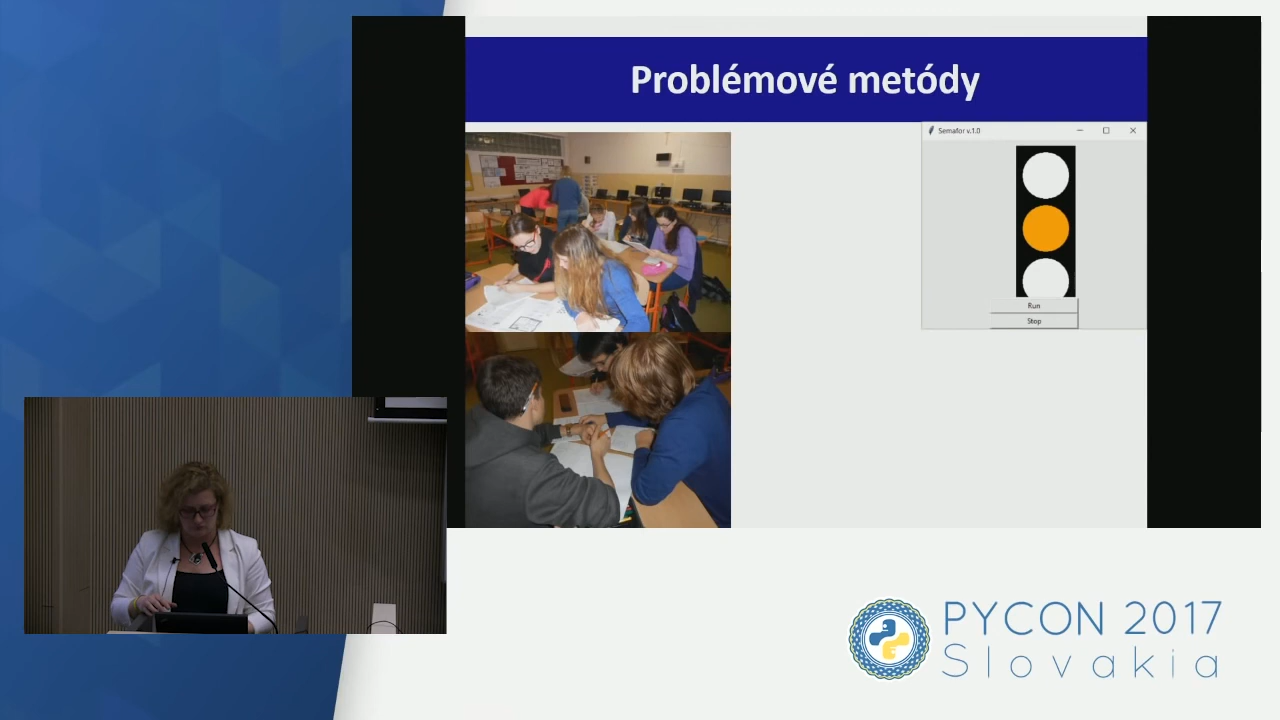 Problémové metódy
Semafor v.1.0
Run
Stop
PYCON 2017
Slovakia